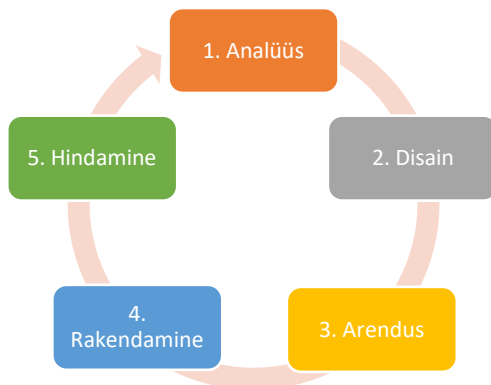 1. Analüüs
2. Disain
3. Arendus
4.
Rakendamine
5. Hindamine